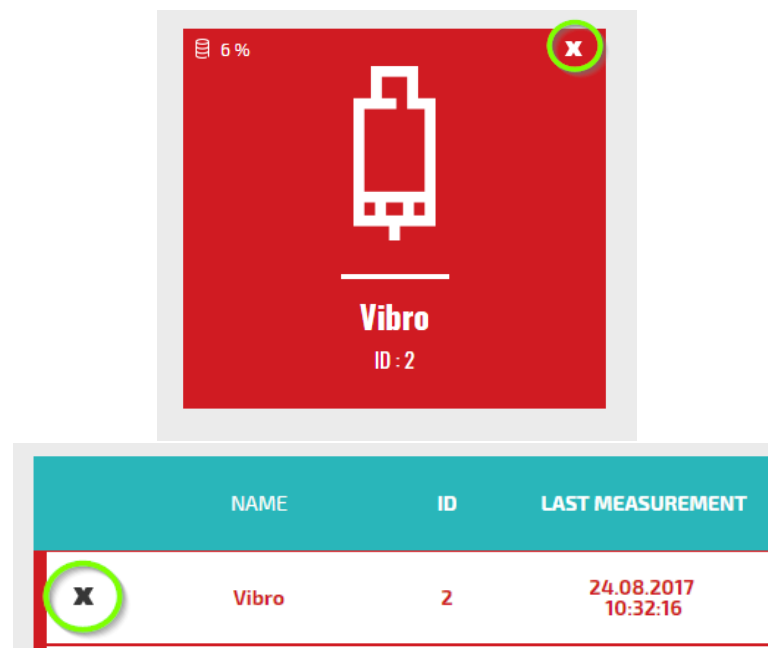 6 %
x
Vibro
ID : 2
NAME ID LAST MEASUREMENT
x Vibro 2 24.08.2017
10:32:16